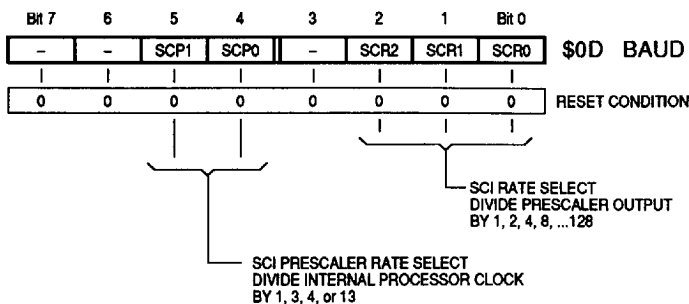 Bit 7 6 5 4 3 2 1 Bit 0
– – SCP1 SCP0 – SCR2 SCR1 SCR0 $0D BAUD
0 0 0 0 0 0 0 0 RESET CONDITION
SCI RATE SELECT
DIVIDE PRESCALER OUTPUT
BY 1, 2, 4, 8, ...128
SCI PRESCALER RATE SELECT
DIVIDE INTERNAL PROCESSOR CLOCK
BY 1, 3, 4, or 13